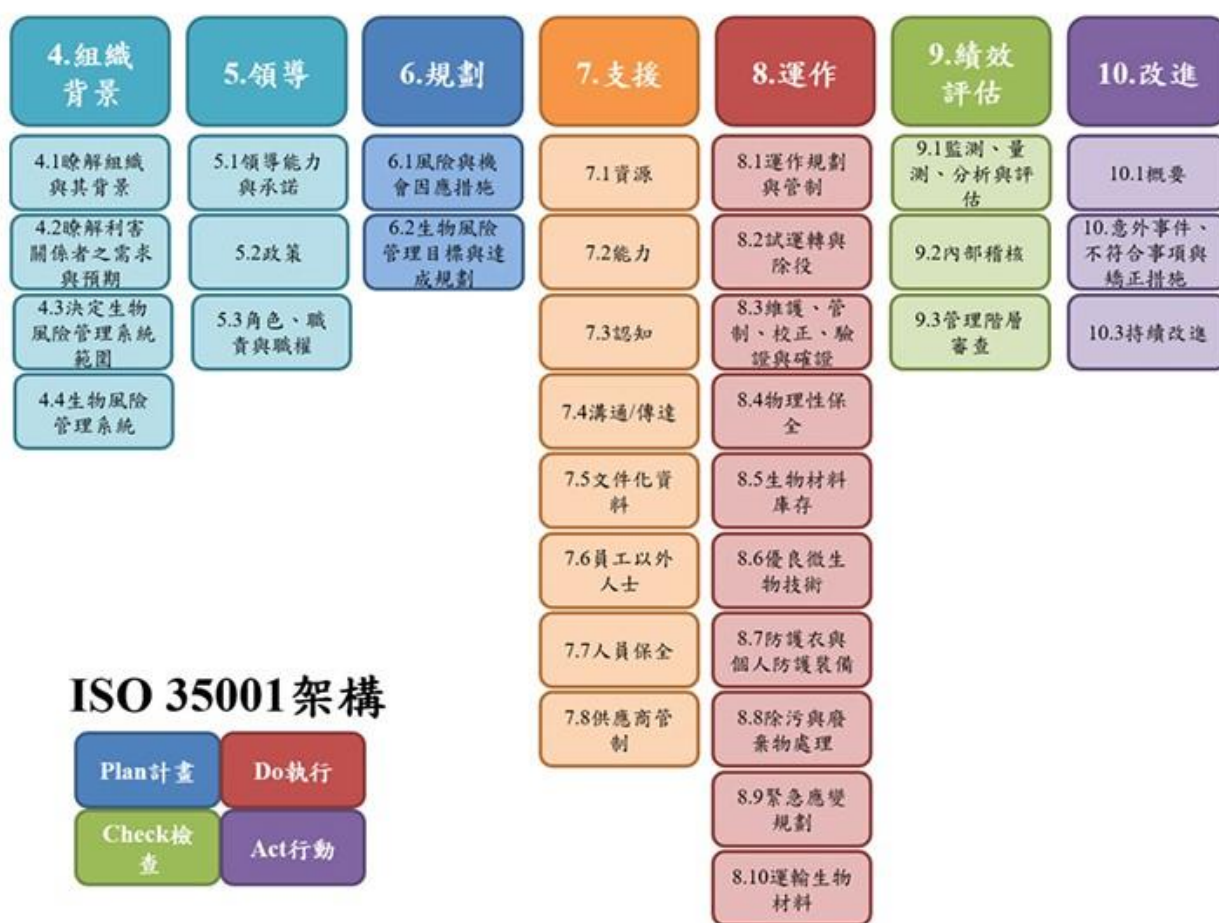 4.組織
背景
4.1瞭解組織
與其背景
4.2瞭解利害
關係者之需求
與預期
4.3決定生物
風險管理系統
範圍
4.4生物風險
管理系統
5.領導
5.1領導能力
與承諾
5.2政策
5.3角色、職
責與職權
6.規劃
6.1風險與機
會因應措施
6.2生物風險
管理目標與達
成規劃
7.支援
7.1資源
7.2能力
7.3認知
7.4溝通/傳達
7.5文件化資
料
7.6員工以外
人士
7.7人員保全
7.8供應商管
制
8.運作
8.1運作規劃
與管制
8.2試運轉與
除役
8.3維護、管
制、校正、驗
證與確證
8.4物理性保
全
8.5生物材料
庫存
8.6優良微生
物技術
8.7防護衣與
個人防護裝備
8.8除污與廢
棄物處理
8.9緊急應變
規劃
8.10運輸生物
材料
9.績效
評估
9.1監測、量
測、分析與評
估
9.2內部稽核
9.3管理階層
審查
10.改進
10.1概要
10.意外事件、
不符合事項與
矯正措施
10.3持續改進
ISO 35001架構
Plan計畫
Do執行
Check檢
查
Act行動